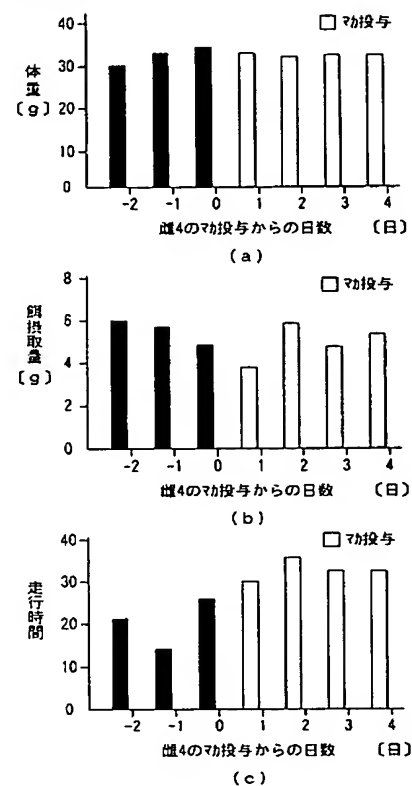 40
30
20
10
0
体重
〔g〕
□マカ投与
-2 -1 0 1 2 3 4
雌4のマカ投与からの日数 〔日〕
(a)
8
6
4
2
0
餌摂取量
〔g〕
□マカ投与
-2 -1 0 1 2 3 4
雌4のマカ投与からの日数 〔日〕
(b)
40
30
20
10
0
走行時間
□マカ投与
-2 -1 0 1 2 3 4
雌4のマカ投与からの日数 〔日〕
(c)